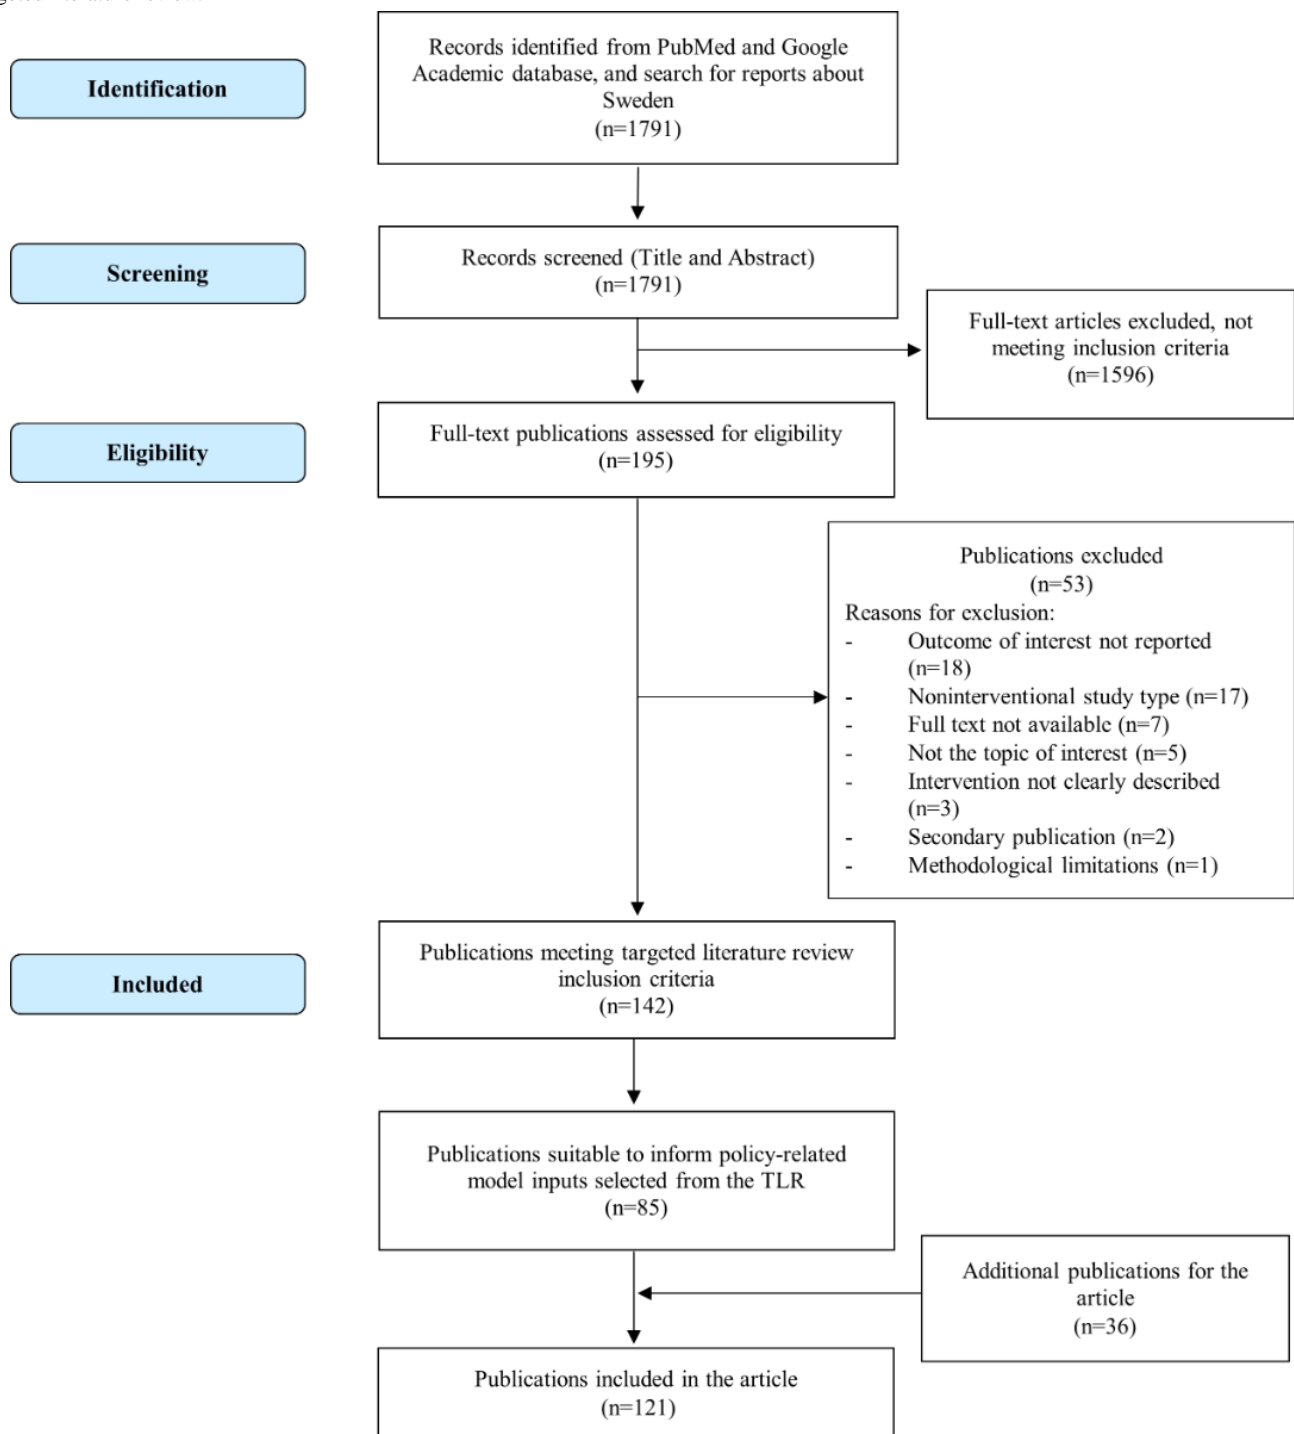 Identification
Records identified from PubMed and Google
Academic database, and search for reports about
Sweden
(n=1791)
Screening
Records screened (Title and Abstract)
(n=1791)
Full-text articles excluded, not
meeting inclusion criteria
(n=1596)
Eligibility
Full-text publications assessed for eligibility
(n=195)
Publications excluded
(n=53)
Reasons for exclusion:
- Outcome of interest not reported
(n=18)
- Noninterventional study type (n=17)
- Full text not available (n=7)
- Not the topic of interest (n=5)
- Intervention not clearly described
(n=3)
- Secondary publication (n=2)
- Methodological limitations (n=1)
Included
Publications meeting targeted literature review
inclusion criteria
(n=142)
Publications suitable to inform policy-related
model inputs selected from the TLR
(n=85)
Additional publications for the
article
(n=36)
Publications included in the article
(n=121)